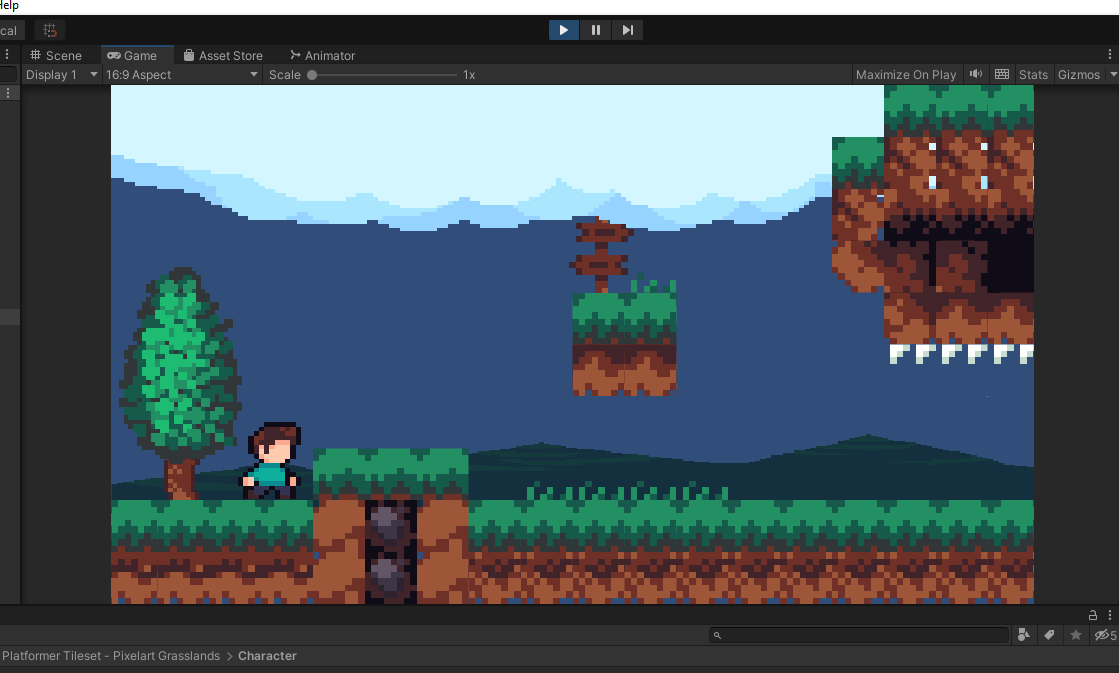 Help
cal
Scene
Game
Asset Store
Animator
Display 1
16:9 Aspect
Scale
1x
Maximize On Play
Stats
Gizmos
5
Platformer Tileset - Pixelart Grasslands > Character